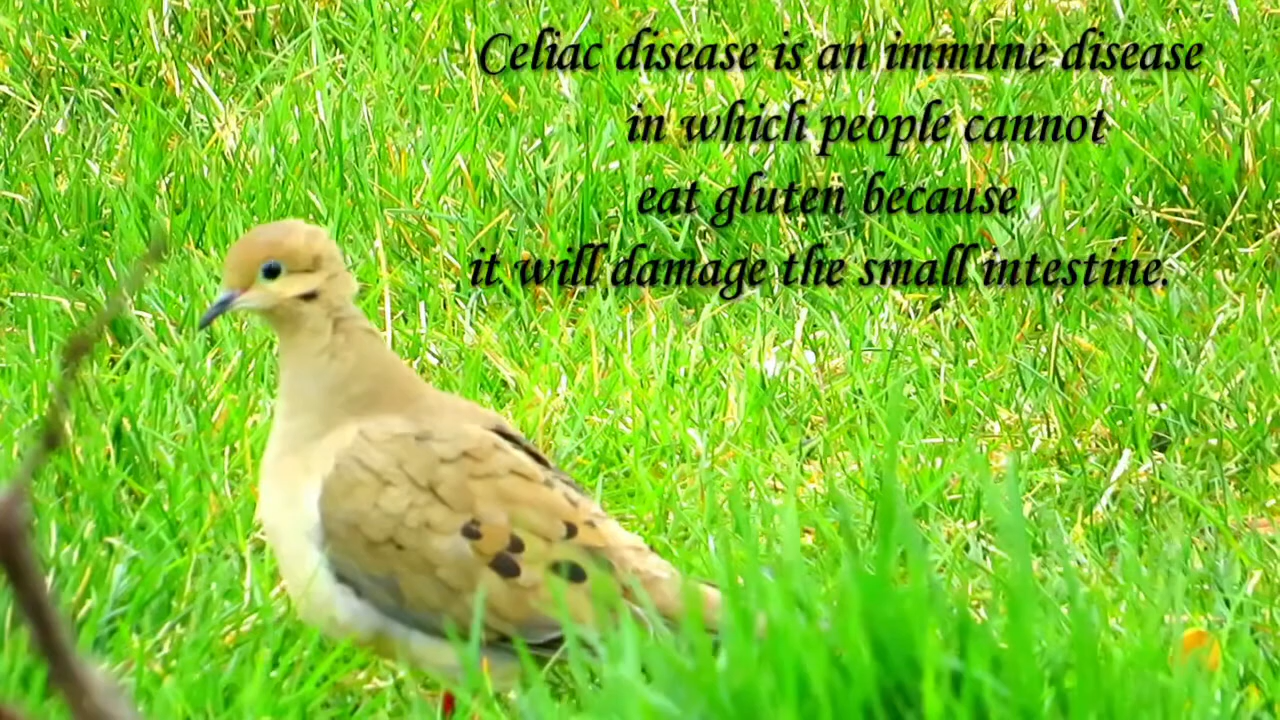 Celiac disease is an immune disease
in which people cannot
eat gluten because
it will damage the small intestine.